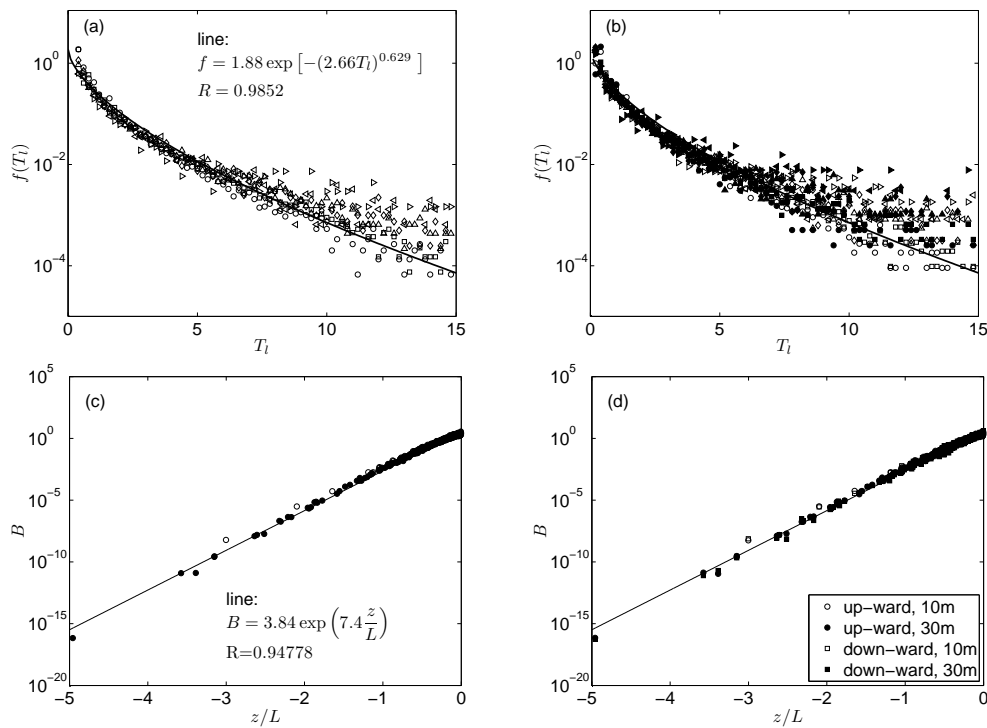 (a)
line:
f = 1.88 exp [−(2.66T_l)^0.629 ]
R = 0.9852
10^0
10^−2
10^−4
f(T_l)
0 5 10 15
T_l
(b)
10^0
10^−2
10^−4
f(T_l)
0 5 10 15
T_l
(c)
10^5
10^0
10^−5
10^−10
10^−15
10^−20
B
line:
B = 3.84 exp (7.4 z/L)
R=0.94778
−5 −4 −3 −2 −1 0
z/L
(d)
10^5
10^0
10^−5
10^−10
10^−15
10^−20
B
up-ward, 10m
up-ward, 30m
down-ward, 10m
down-ward, 30m
−5 −4 −3 −2 −1 0
z/L